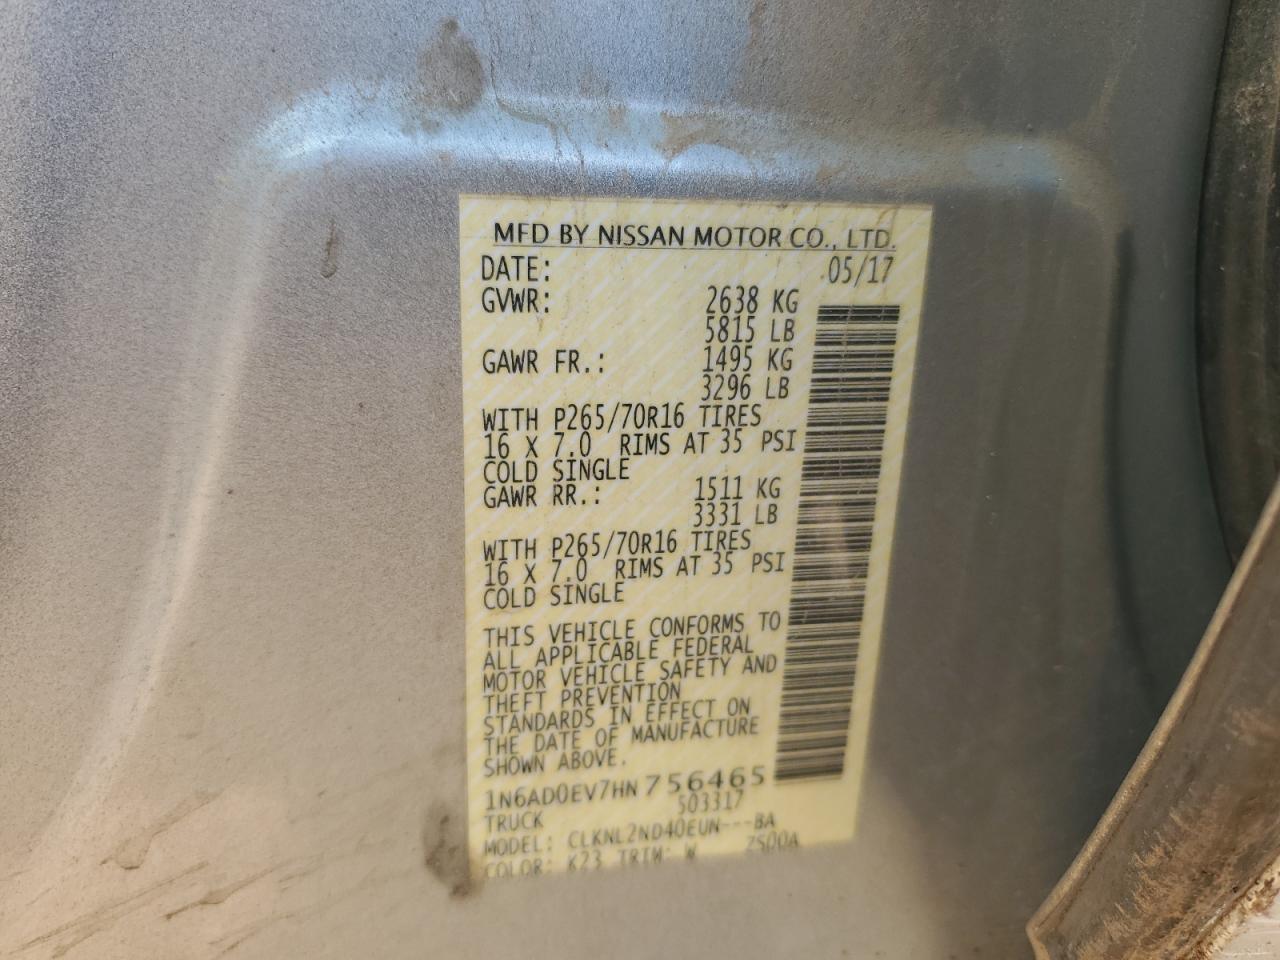 MFD BY NISSAN MOTOR CO., LTD.
DATE: 05/17
GVWR: 2638 KG
5815 LB
GAWR FR.: 1495 KG
3296 LB
WITH P265/70R16 TIRES
16 X 7.0 RIMS AT 35 PSI
COLD SINGLE
GAWR RR.: 1511 KG
3331 LB
WITH P265/70R16 TIRES
16 X 7.0 RIMS AT 35 PSI
COLD SINGLE
THIS VEHICLE CONFORMS TO
ALL APPLICABLE FEDERAL
MOTOR VEHICLE SAFETY AND
THEFT PREVENTION
STANDARDS IN EFFECT ON
THE DATE OF MANUFACTURE
SHOWN ABOVE.
1N6AD0EV7HN756465
TRUCK S03317
MODEL: CLKNL2ND40EUN---BA
COLOR: K23 TRIM: W ZS00A